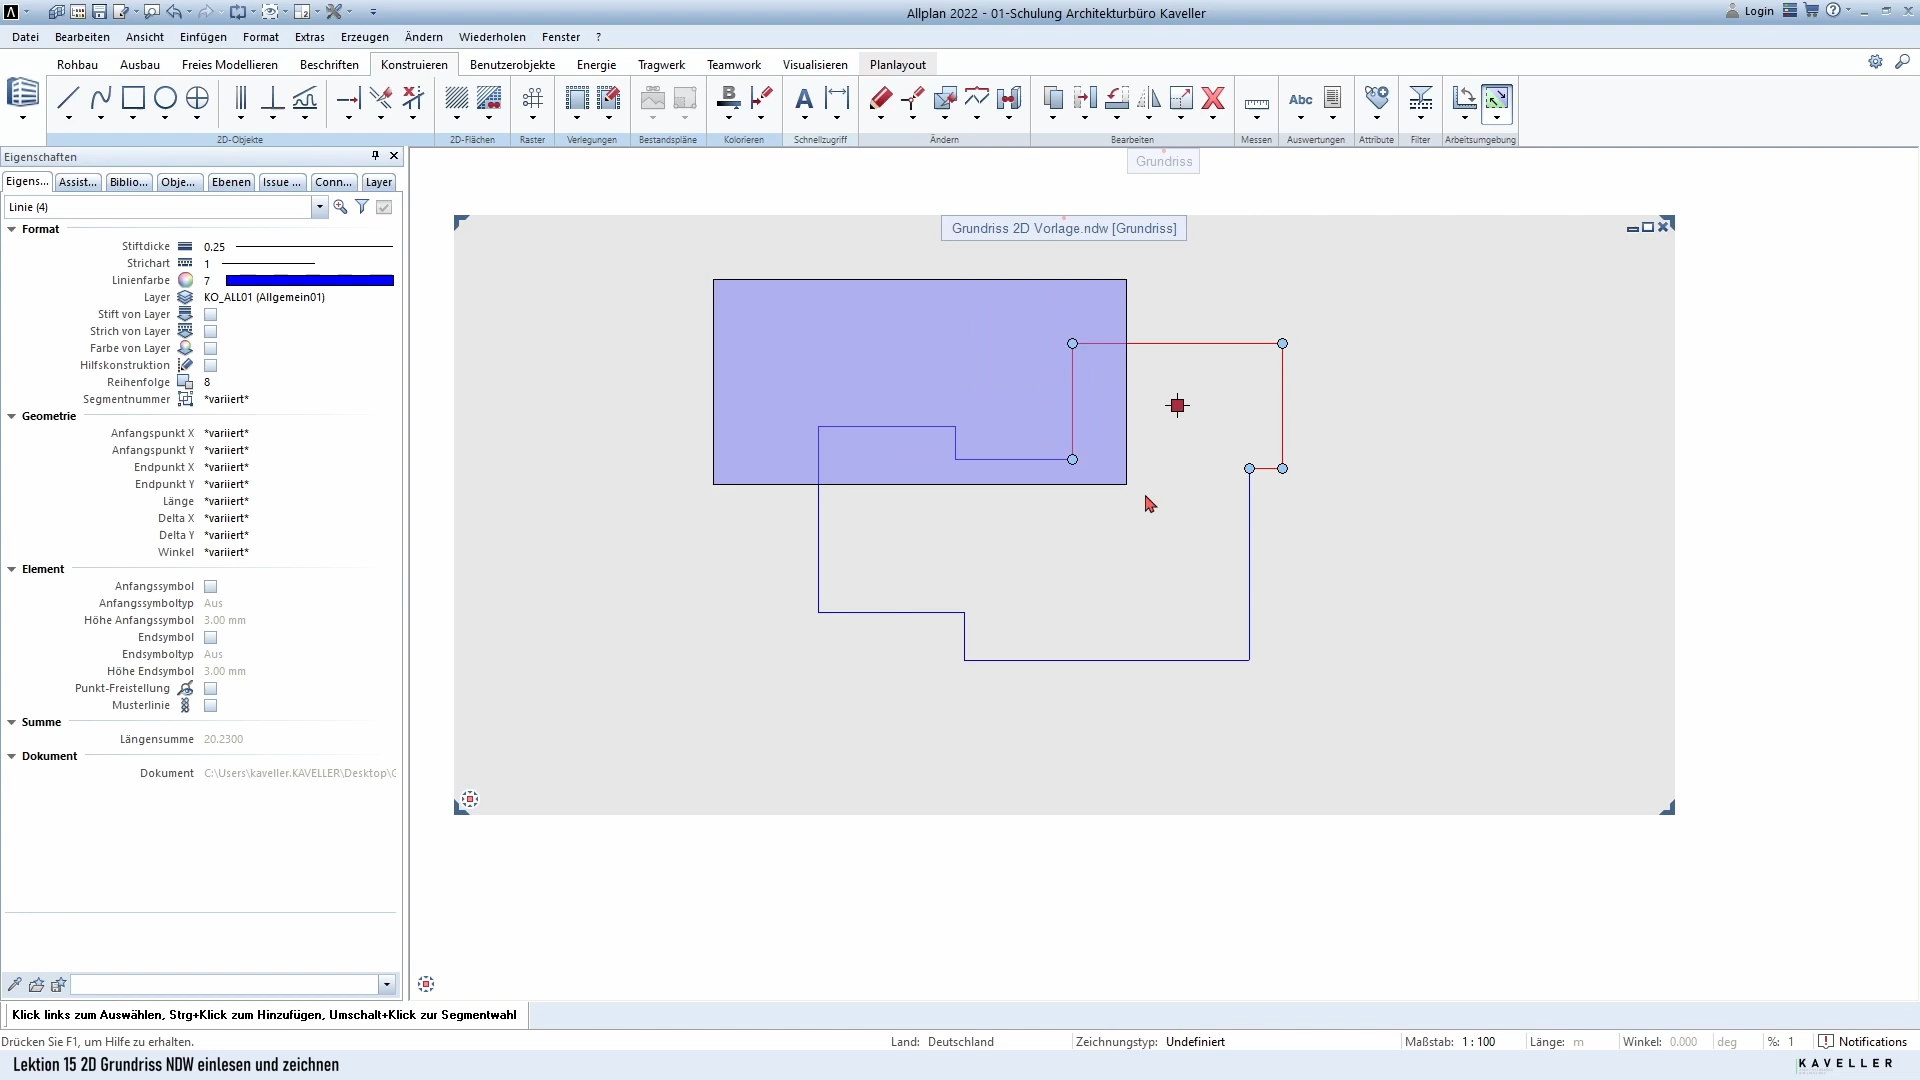 Allplan 2022 - 01-Schulung Architekturbüro Kaveller
Login
Datei Bearbeiten Ansicht Einfügen Format Extras Erzeugen Ändern Wiederholen Fenster ?
Rohbau Ausbau Freies Modellieren Beschriften Konstruieren Benutzerobjekte Energie Tragwerk Teamwork Visualisieren Planlayout
2D-Objekte 2D-Flächen Raster Verlegungen Bestandspläne Kolorieren Schnellzugriff Ändern Bearbeiten Messen Auswertungen Attribute Filter Arbeitsumgebung
Eigenschaften
Eigens... Assist... Biblio... Obje... Ebenen Issue ... Conn... Layer
Linie (4)
Format
Stiftdicke 0.25
Strichart 1
Linienfarbe 7
Layer KO_ALL01 (Allgemein01)
Stift von Layer
Strich von Layer
Farbe von Layer
Hilfskonstruktion
Reihenfolge 8
Segmentnummer *variiert*
Geometrie
Anfangspunkt X *variiert*
Anfangspunkt Y *variiert*
Endpunkt X *variiert*
Endpunkt Y *variiert*
Länge *variiert*
Delta X *variiert*
Delta Y *variiert*
Winkel *variiert*
Element
Anfangssymbol
Anfangssymboltyp Aus
Höhe Anfangssymbol 3.00 mm
Endsymbol
Endsymboltyp Aus
Höhe Endsymbol 3.00 mm
Punkt-Freistellung
Musterlinie
Summe
Längensumme 20.2300
Dokument
Dokument C:\Users\kaveller.KAVELLER\Desktop\C
Grundriss
Grundriss 2D Vorlage.ndw [Grundriss]
Klick links zum Auswählen, Strg+Klick zum Hinzufügen, Umschalt+Klick zur Segmentwahl
Drücken Sie F1, um Hilfe zu erhalten.
Land: Deutschland Zeichnungstyp: Undefiniert Maßstab: 1 : 100 Länge: m Winkel: 0.000 deg %: 1 Notifications
Lektion 15 2D Grundriss NDW einlesen und zeichnen
KAVELLER